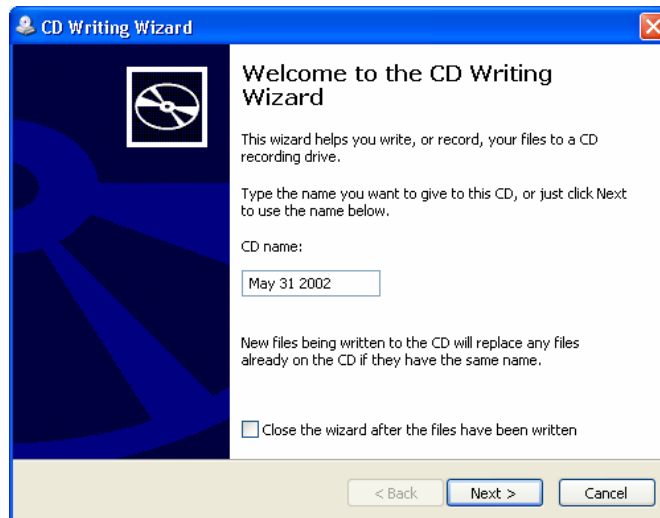 CD Writing Wizard
Welcome to the CD Writing
Wizard
This wizard helps you write, or record, your files to a CD
recording drive.
Type the name you want to give to this CD, or just click Next
to use the name below.
CD name:
May 31 2002
New files being written to the CD will replace any files
already on the CD if they have the same name.
Close the wizard after the files have been written
< Back
Next >
Cancel